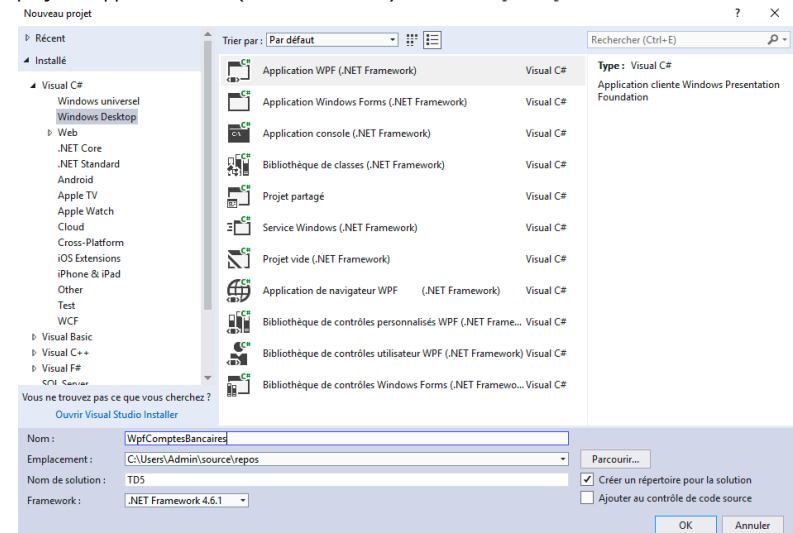 Nouveau projet
? ×
Récent
Installé
Visual C#
Windows universel
Windows Desktop
Web
.NET Core
.NET Standard
Android
Apple TV
Apple Watch
Cloud
Cross-Platform
iOS Extensions
iPhone & iPad
Other
Test
WCF
Visual Basic
Visual C++
Visual F#
SQL Server
Vous ne trouvez pas ce que vous cherchez ?
Ouvrir Visual Studio Installer
Trier par : Par défaut
Application WPF (.NET Framework) Visual C#
Application Windows Forms (.NET Framework) Visual C#
Application console (.NET Framework) Visual C#
Bibliothèque de classes (.NET Framework) Visual C#
Projet partagé Visual C#
Service Windows (.NET Framework) Visual C#
Projet vide (.NET Framework) Visual C#
Application de navigateur WPF (.NET Framework) Visual C#
Bibliothèque de contrôles personnalisés WPF (.NET Frame... Visual C#
Bibliothèque de contrôles utilisateur WPF (.NET Framework) Visual C#
Bibliothèque de contrôles Windows Forms (.NET Framewo... Visual C#
Rechercher (Ctrl+E)
Type : Visual C#
Application cliente Windows Presentation
Foundation
Nom : WpfComptesBancaires
Emplacement : C:\Users\Admin\source\repos Parcourir...
Nom de solution : TD5 Créer un répertoire pour la solution
Framework : .NET Framework 4.6.1 Ajouter au contrôle de code source
OK Annuler